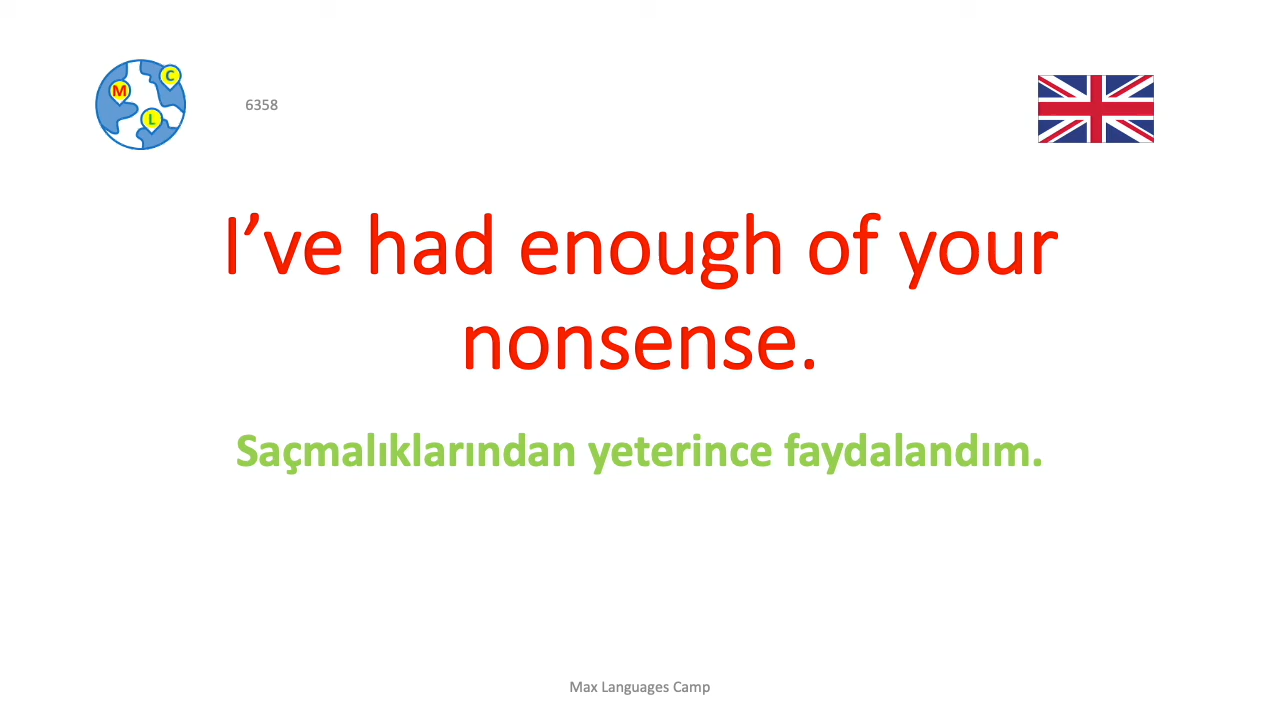 M
C
L
6358
I’ve had enough of your
nonsense.
Saçmalıklarından yeterince faydalandım.
Max Languages Camp